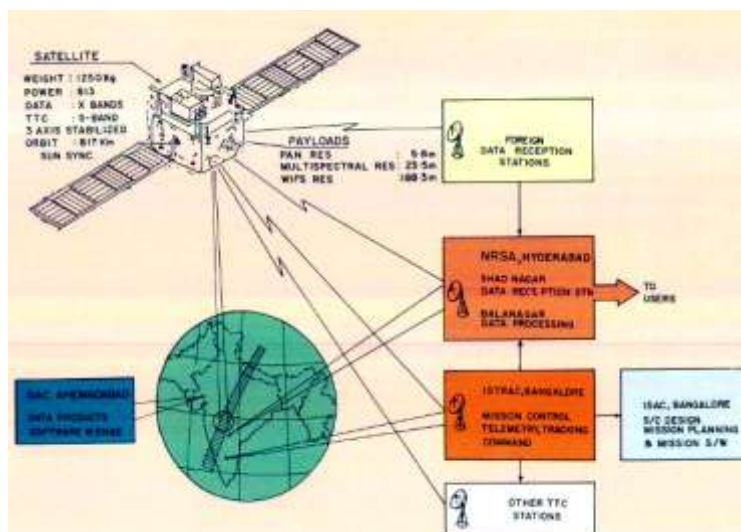 SATELLITE
WEIGHT : 1250Kg
POWER : 813
DATA : X BANDS
TTC : S-BAND
3 AXIS STABILIZED
ORBIT : 817 Km
SUN SYNC
PAYLOADS
PAN RES : 5.8m
MULTISPECTRAL RES : 23.5m
WIFS RES 188.3m
FOREIGN
DATA RECEPTION
STATIONS
NRSA, HYDERABAD
SHAD NAGAR
DATA RECEPTION STN
BALANAGAR
DATA PROCESSING
TO
USERS
SAC, AHMEDABAD
DATA PRODUCTS
SOFTWARE
ISTRAC, BANGALORE
MISSION CONTROL
TELEMETRY, TRACKING
COMMAND
ISAC, BANGALORE
S/C DESIGN
MISSION PLANNING
& MISSION S/W
OTHER TTC
STATIONS